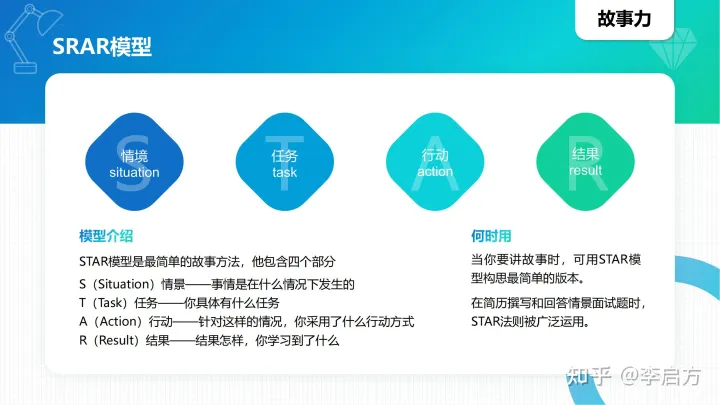 故事力
SRAR模型
S
情境
situation
T
任务
task
A
行动
action
R
结果
result
模型介绍
STAR模型是最简单的故事方法，他包含四个部分
S（Situation）情景——事情是在什么情况下发生的
T（Task）任务——你具体有什么任务
A（Action）行动——针对这样的情况，你采用了什么行动方式
R（Result）结果——结果怎样，你学习到了什么
何时用
当你要讲故事时，可用STAR模
型构思最简单的版本。
在简历撰写和回答情景面试题时，
STAR法则被广泛运用。
知乎 @李启方